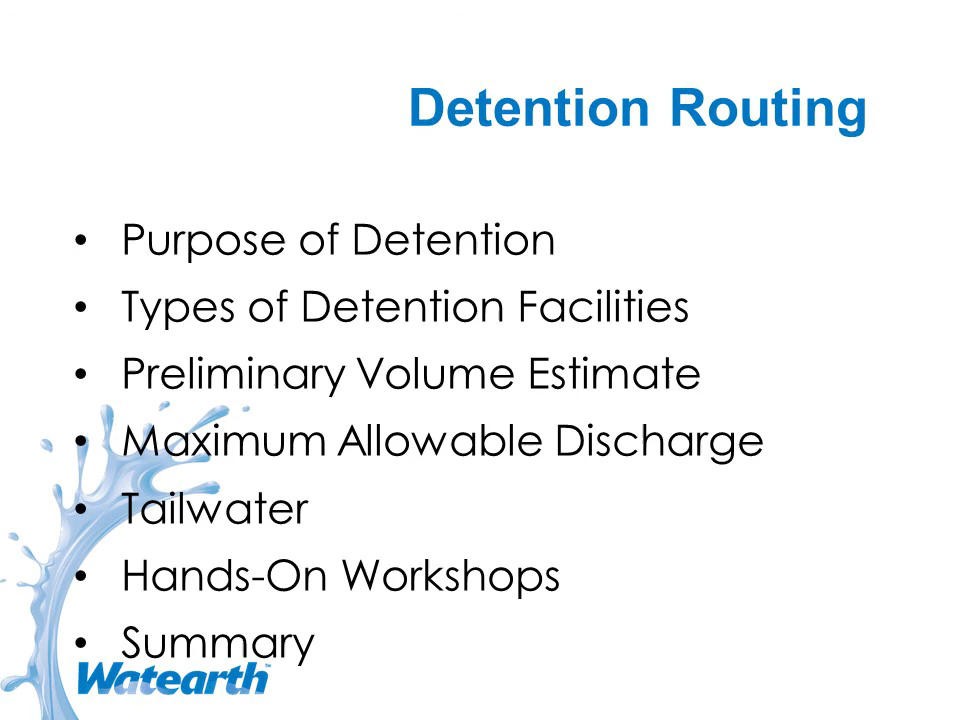 Detention Routing
• Purpose of Detention
• Types of Detention Facilities
• Preliminary Volume Estimate
• Maximum Allowable Discharge
• Tailwater
• Hands-On Workshops
• Summary
Watearth™